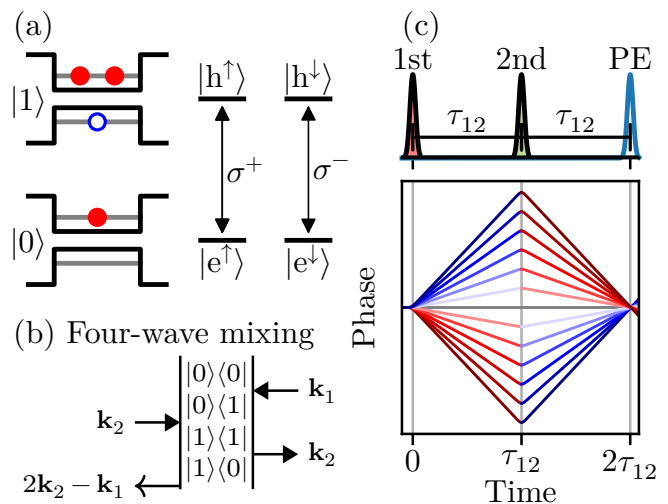 (a)
|1⟩
|0⟩
|h↑⟩ |h↓⟩
σ+ σ−
|e↑⟩ |e↓⟩
(b) Four-wave mixing
|0⟩⟨0|
k1
|0⟩⟨1|
k2
|1⟩⟨1|
k2
|1⟩⟨0|
2k2 − k1
(c)
1st 2nd PE
τ12 τ12
Phase
0 τ12 2τ12
Time